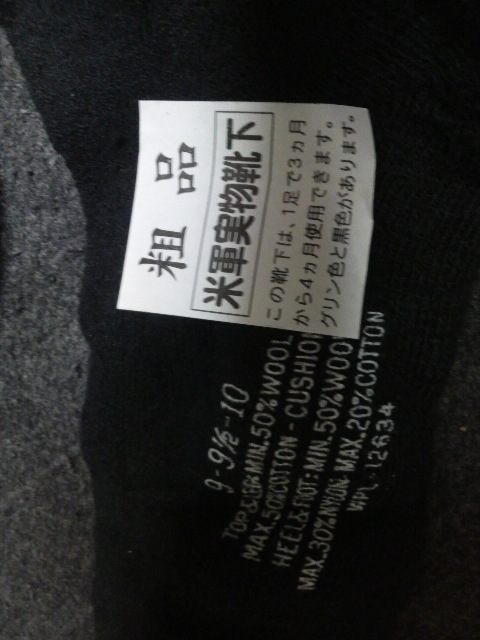 粗品
米軍実物靴下
この靴下は、1足で3ヵ月
から4ヵ月使用できます。
グリン色と黒色があります。
9-9½-10
TOP & LEG: MIN. 50% WOOL
MAX. 50% COTTON-CUSHION
HEEL & FOOT: MIN. 50% WOOL
MAX. 30% NYLON MAX. 20% COTTON
WPL-12634